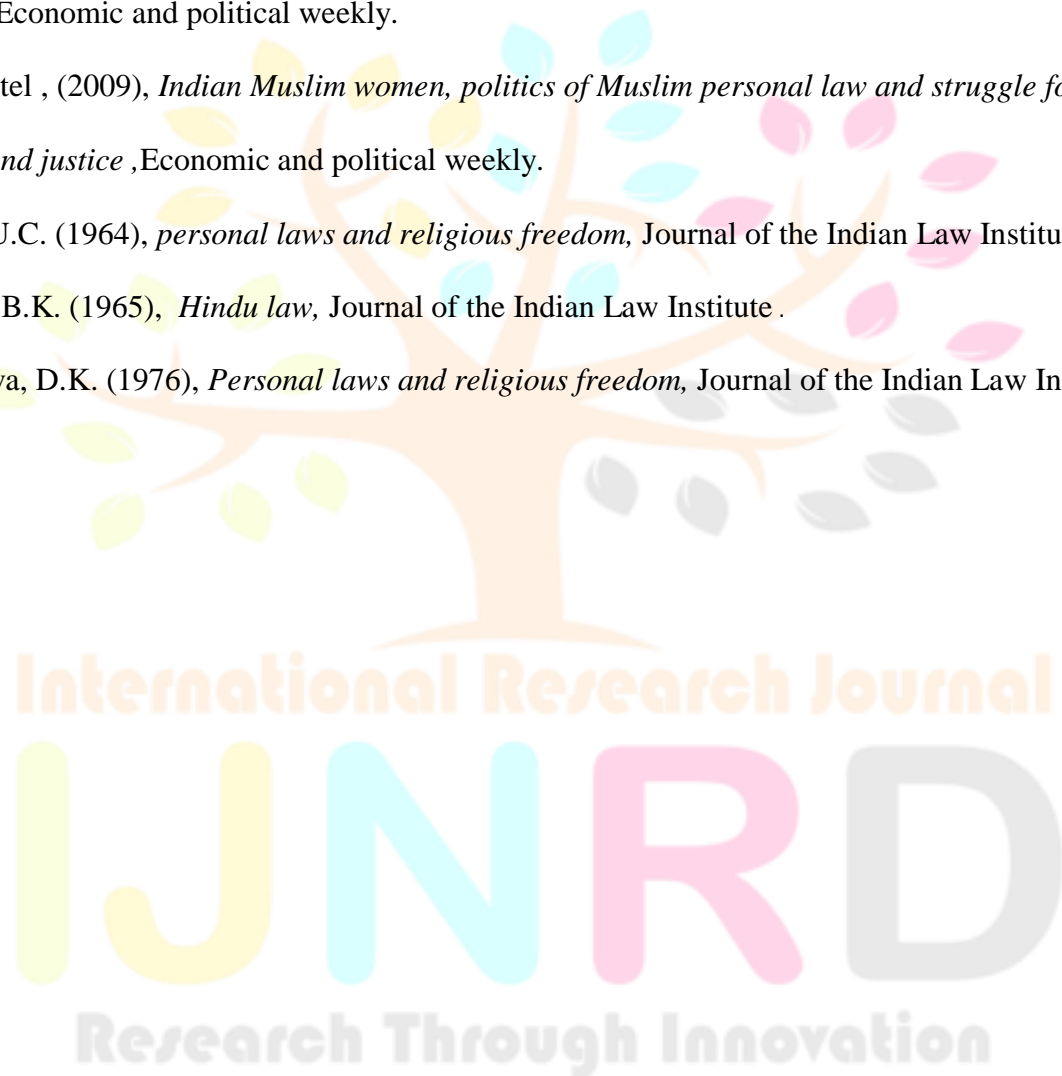 Economic and political weekly.
tel , (2009), Indian Muslim women, politics of Muslim personal law and struggle fo
nd justice ,Economic and political weekly.
U.C. (1964), personal laws and religious freedom, Journal of the Indian Law Institu
B.K. (1965), Hindu law, Journal of the Indian Law Institute .
va, D.K. (1976), Personal laws and religious freedom, Journal of the Indian Law In
International Research Journal
IJNRD
Research Through Innovation